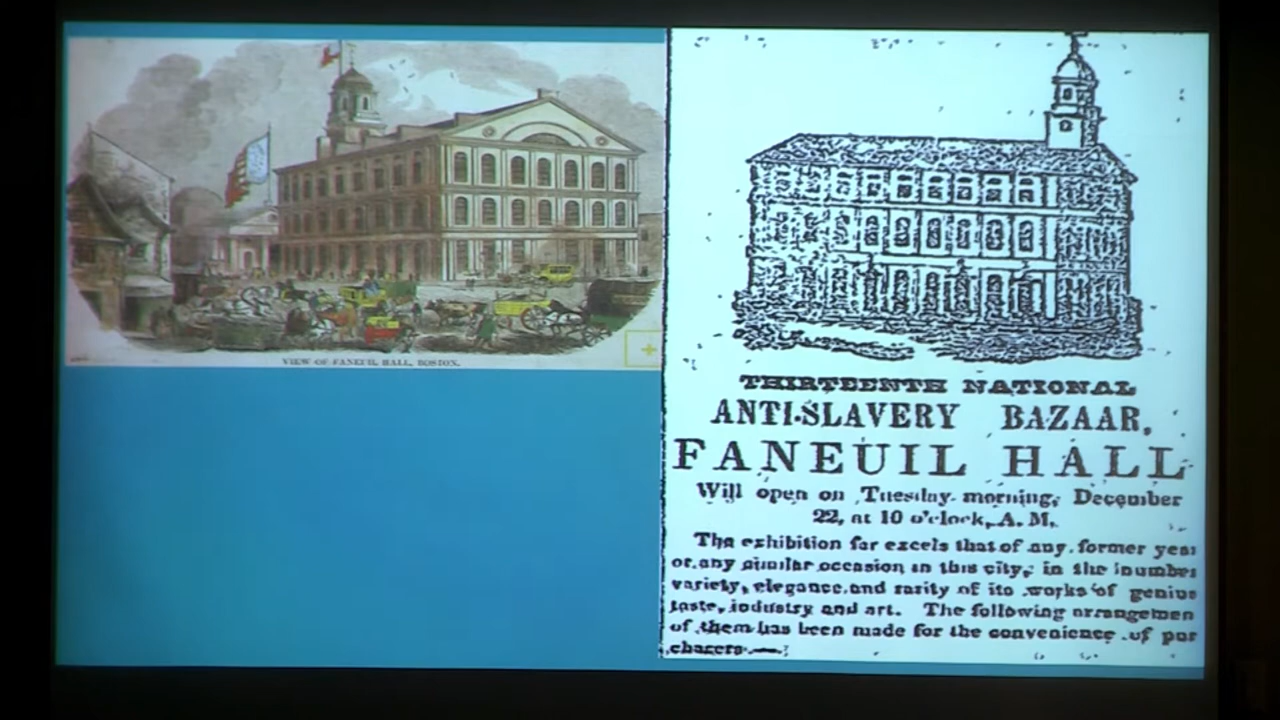 VIEW OF FANEUIL HALL, BOSTON.
THIRTEENTH NATIONAL
ANTI-SLAVERY BAZAAR,
FANEUIL HALL
Will open on Tuesday morning, December
22, at 10 o'clock, A. M.
The exhibition far excels that of any former year
or any similar occasion in this city, in the number
variety, elegance and rarity of its works of genius
taste, industry and art. The following arrangemen
of them has been made for the convenience of pur
chasers—